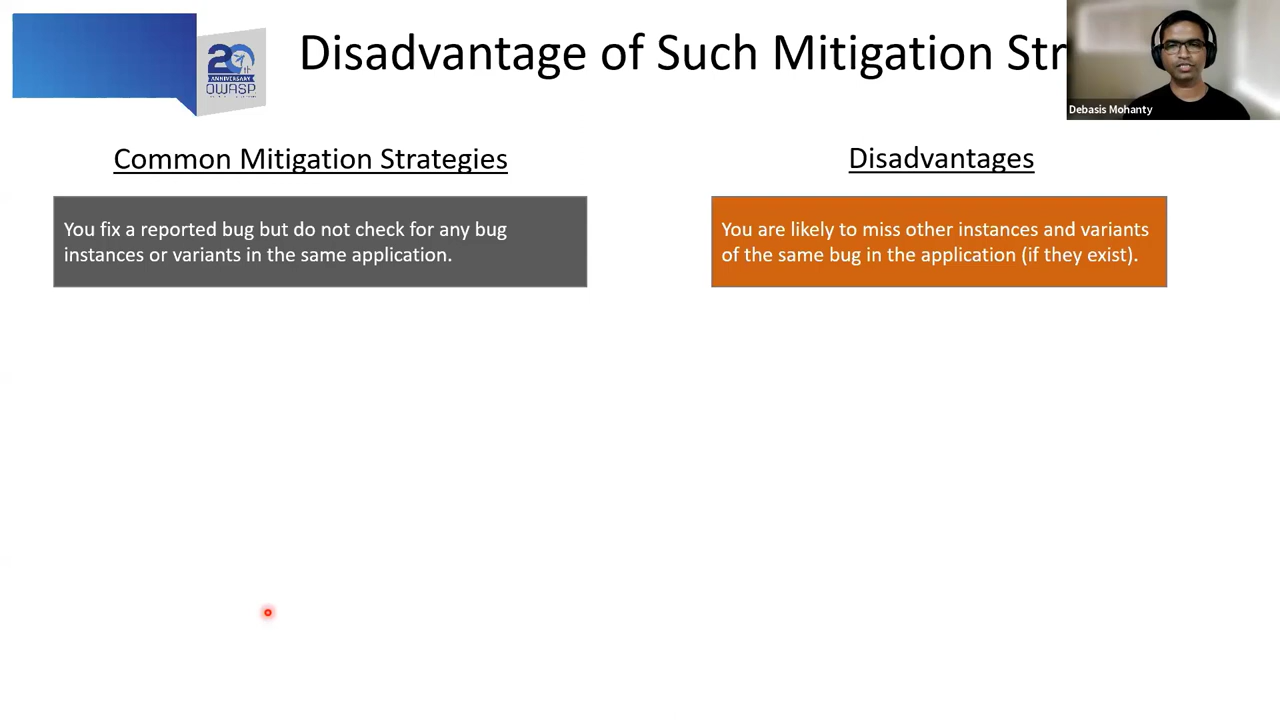 Disadvantage of Such Mitigation Str
Debasis Mohanty
20
th
ANNIVERSARY
OWASP
Common Mitigation Strategies
Disadvantages
You fix a reported bug but do not check for any bug
instances or variants in the same application.
You are likely to miss other instances and variants
of the same bug in the application (if they exist).